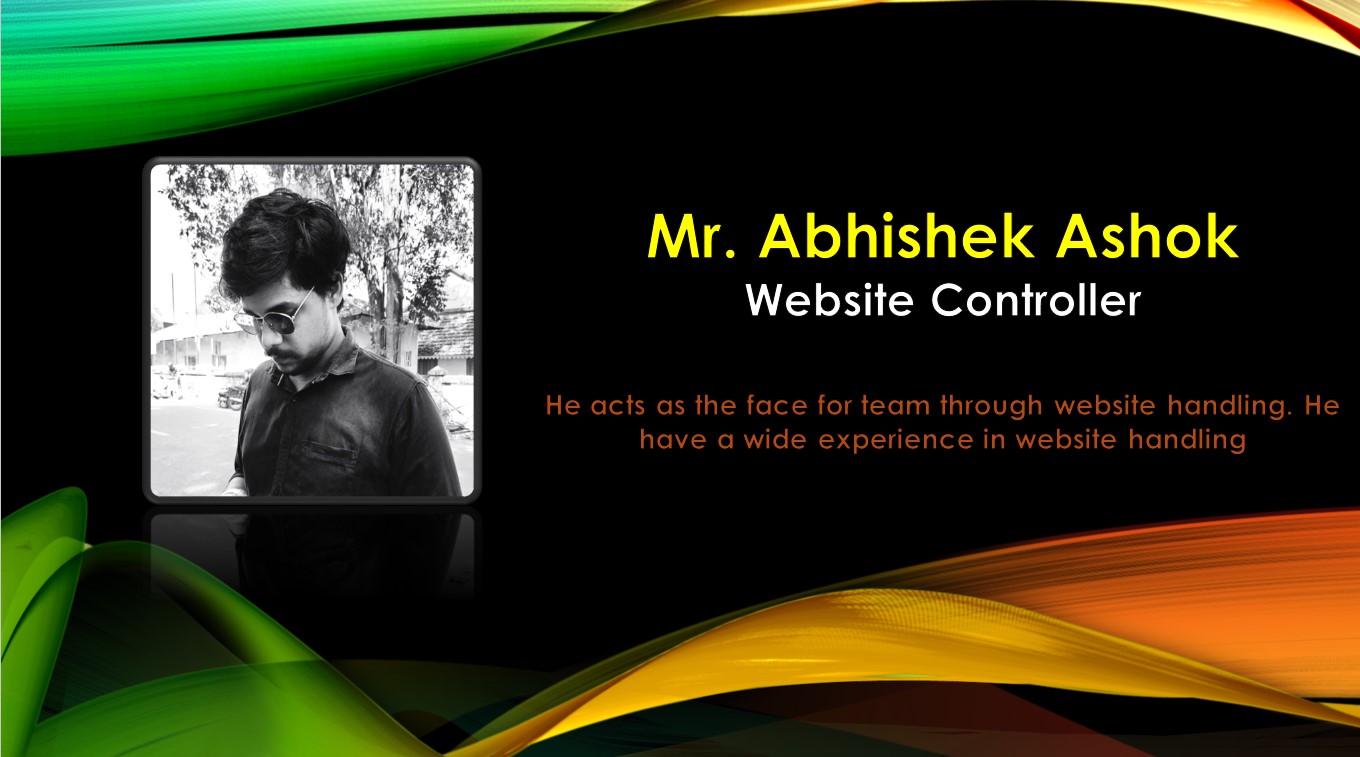 Mr. Abhishek Ashok
Website Controller
He acts as the face for team through website handling. He
have a wide experience in website handling